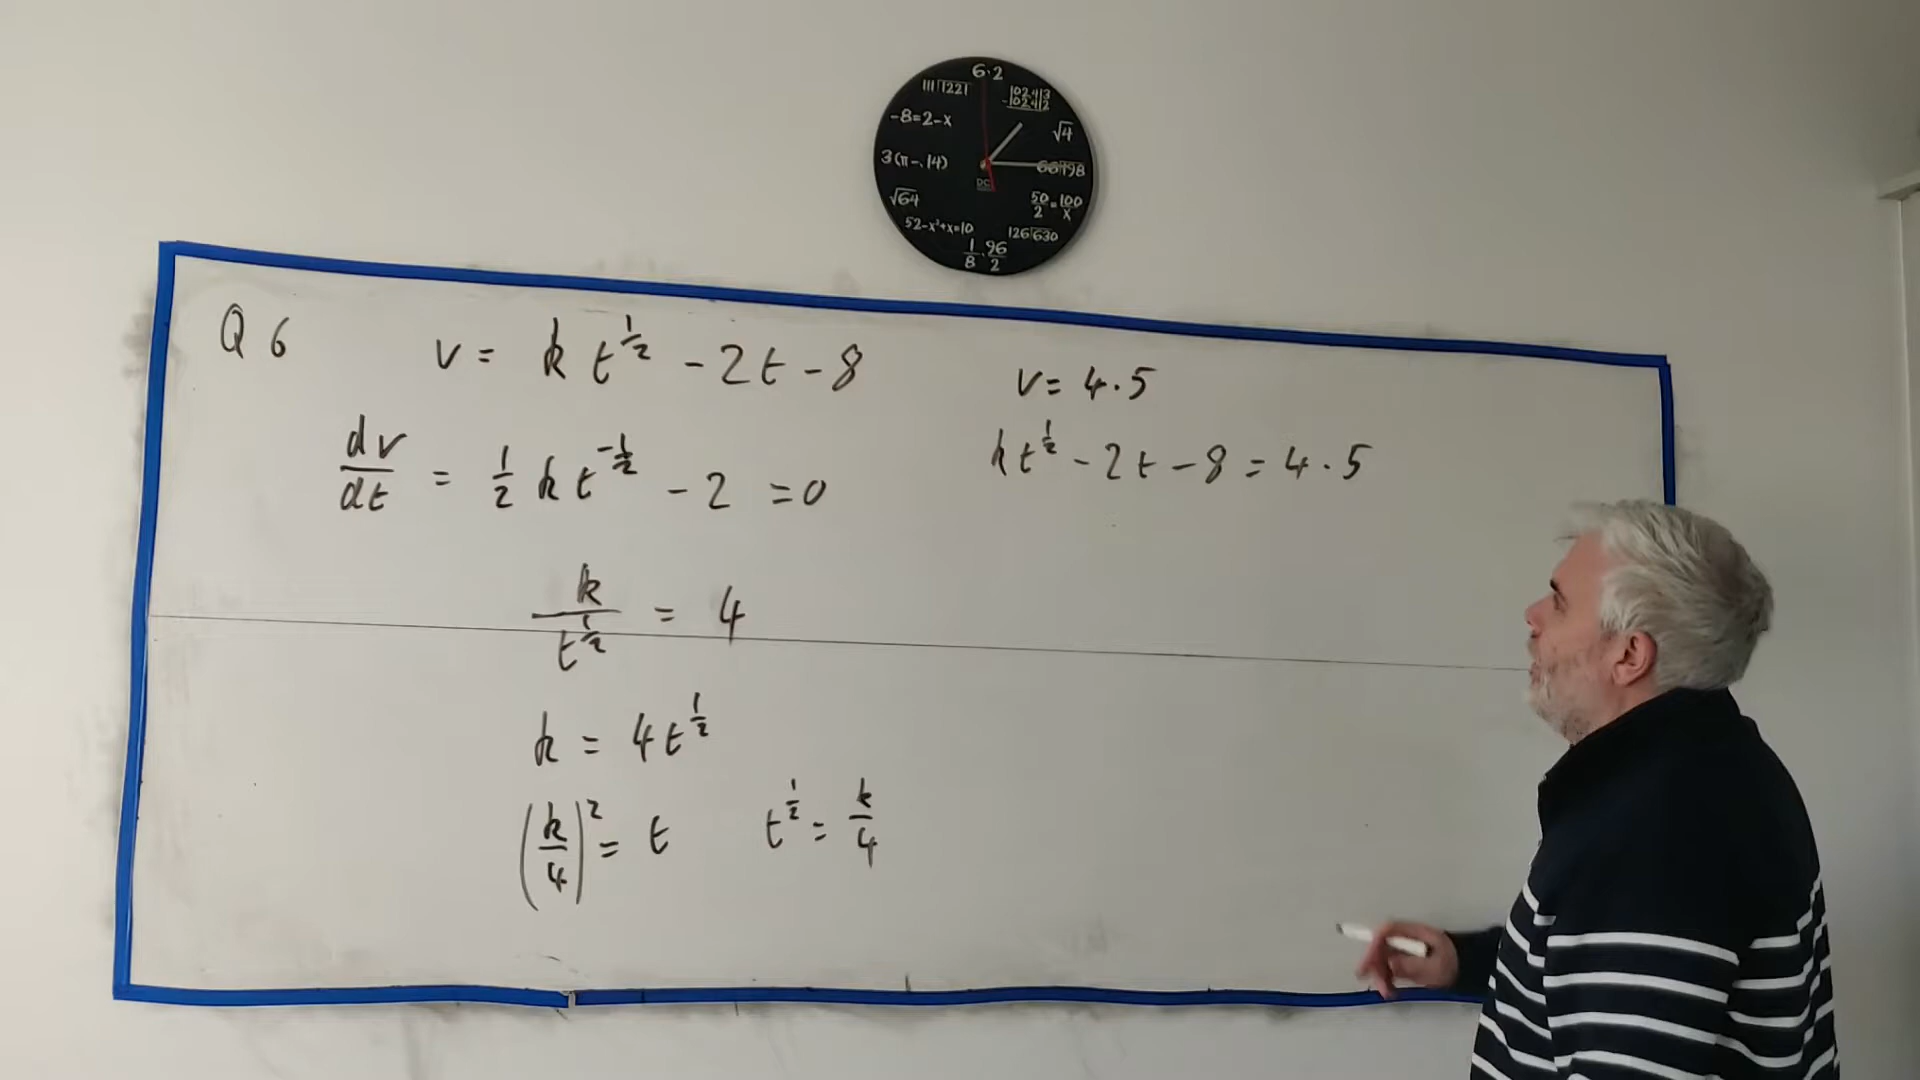 6·2
111⟌1221
102,413
-102,412
-8=2-x
√4
3(π-.14)
66⟌198
DC
√64
50/2=100/x
52-x²+x=10
126⟌630
1/8·96/2
Q 6
v = k t^(1/2) - 2t - 8
v = 4.5
dv/dt = 1/2 k t^(-1/2) - 2 = 0
k t^(1/2) - 2t - 8 = 4.5
k/t^(1/2) = 4
k = 4t^(1/2)
(k/4)² = t
t^(1/2) = k/4